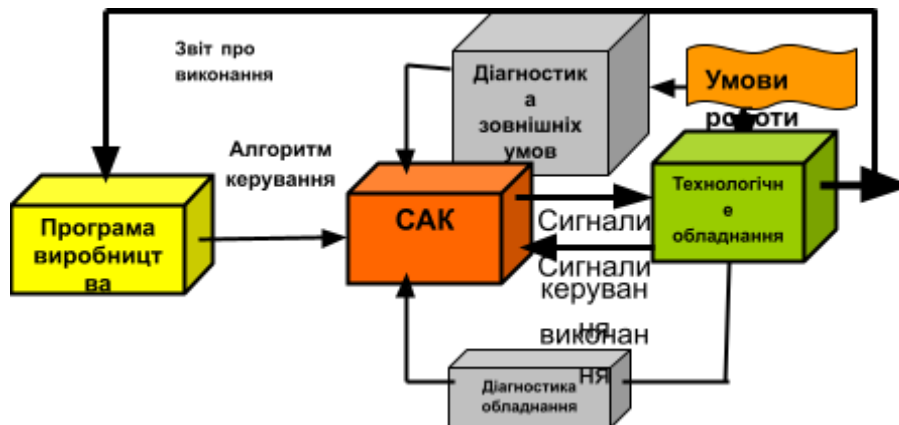 Звіт про
виконання
Діагностик
а
зовнішніх
умов
Умови
роботи
Алгоритм
керування
Програма
виробницт
ва
САК
Технологічн
е
обладнання
Сигнали
керуван
ня
Сигнали
виконан
ня
Діагностика
обладнання